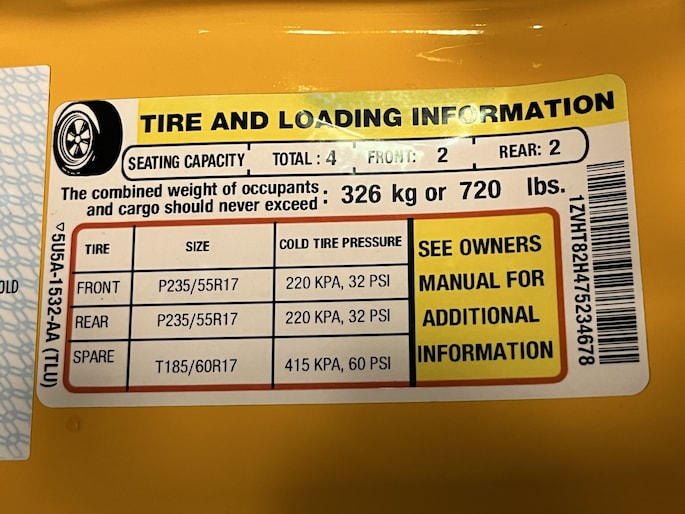 TIRE AND LOADING INFORMATION
SEATING CAPACITY TOTAL : 4 FRONT: 2 REAR: 2
The combined weight of occupants and cargo should never exceed : 326 kg or 720 lbs.
TIRE SIZE COLD TIRE PRESSURE
FRONT P235/55R17 220 KPA, 32 PSI
REAR P235/55R17 220 KPA, 32 PSI
SPARE T185/60R17 415 KPA, 60 PSI
SEE OWNERS
MANUAL FOR
ADDITIONAL
INFORMATION
5U5A-1532-AA (TLU)
1ZVHT82H475234678
OLD